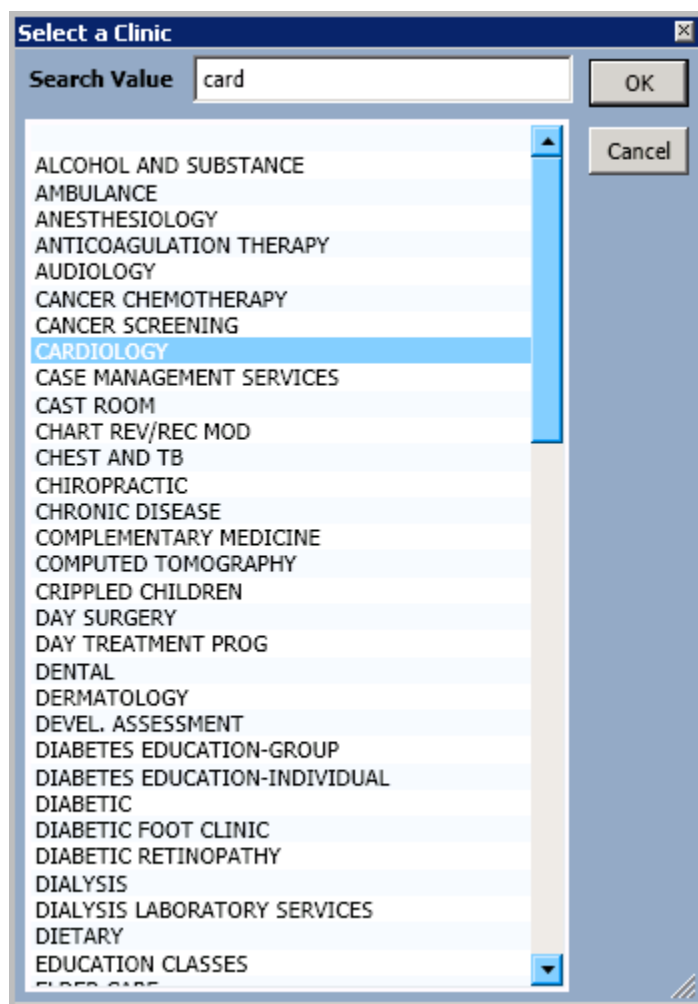 Select a Clinic
Search Value card OK
Cancel
ALCOHOL AND SUBSTANCE
AMBULANCE
ANESTHESIOLOGY
ANTICOAGULATION THERAPY
AUDIOLOGY
CANCER CHEMOTHERAPY
CANCER SCREENING
CARDIOLOGY
CASE MANAGEMENT SERVICES
CAST ROOM
CHART REV/REC MOD
CHEST AND TB
CHIROPRACTIC
CHRONIC DISEASE
COMPLEMENTARY MEDICINE
COMPUTED TOMOGRAPHY
CRIPPLED CHILDREN
DAY SURGERY
DAY TREATMENT PROG
DENTAL
DERMATOLOGY
DEVEL. ASSESSMENT
DIABETES EDUCATION-GROUP
DIABETES EDUCATION-INDIVIDUAL
DIABETIC
DIABETIC FOOT CLINIC
DIABETIC RETINOPATHY
DIALYSIS
DIALYSIS LABORATORY SERVICES
DIETARY
EDUCATION CLASSES